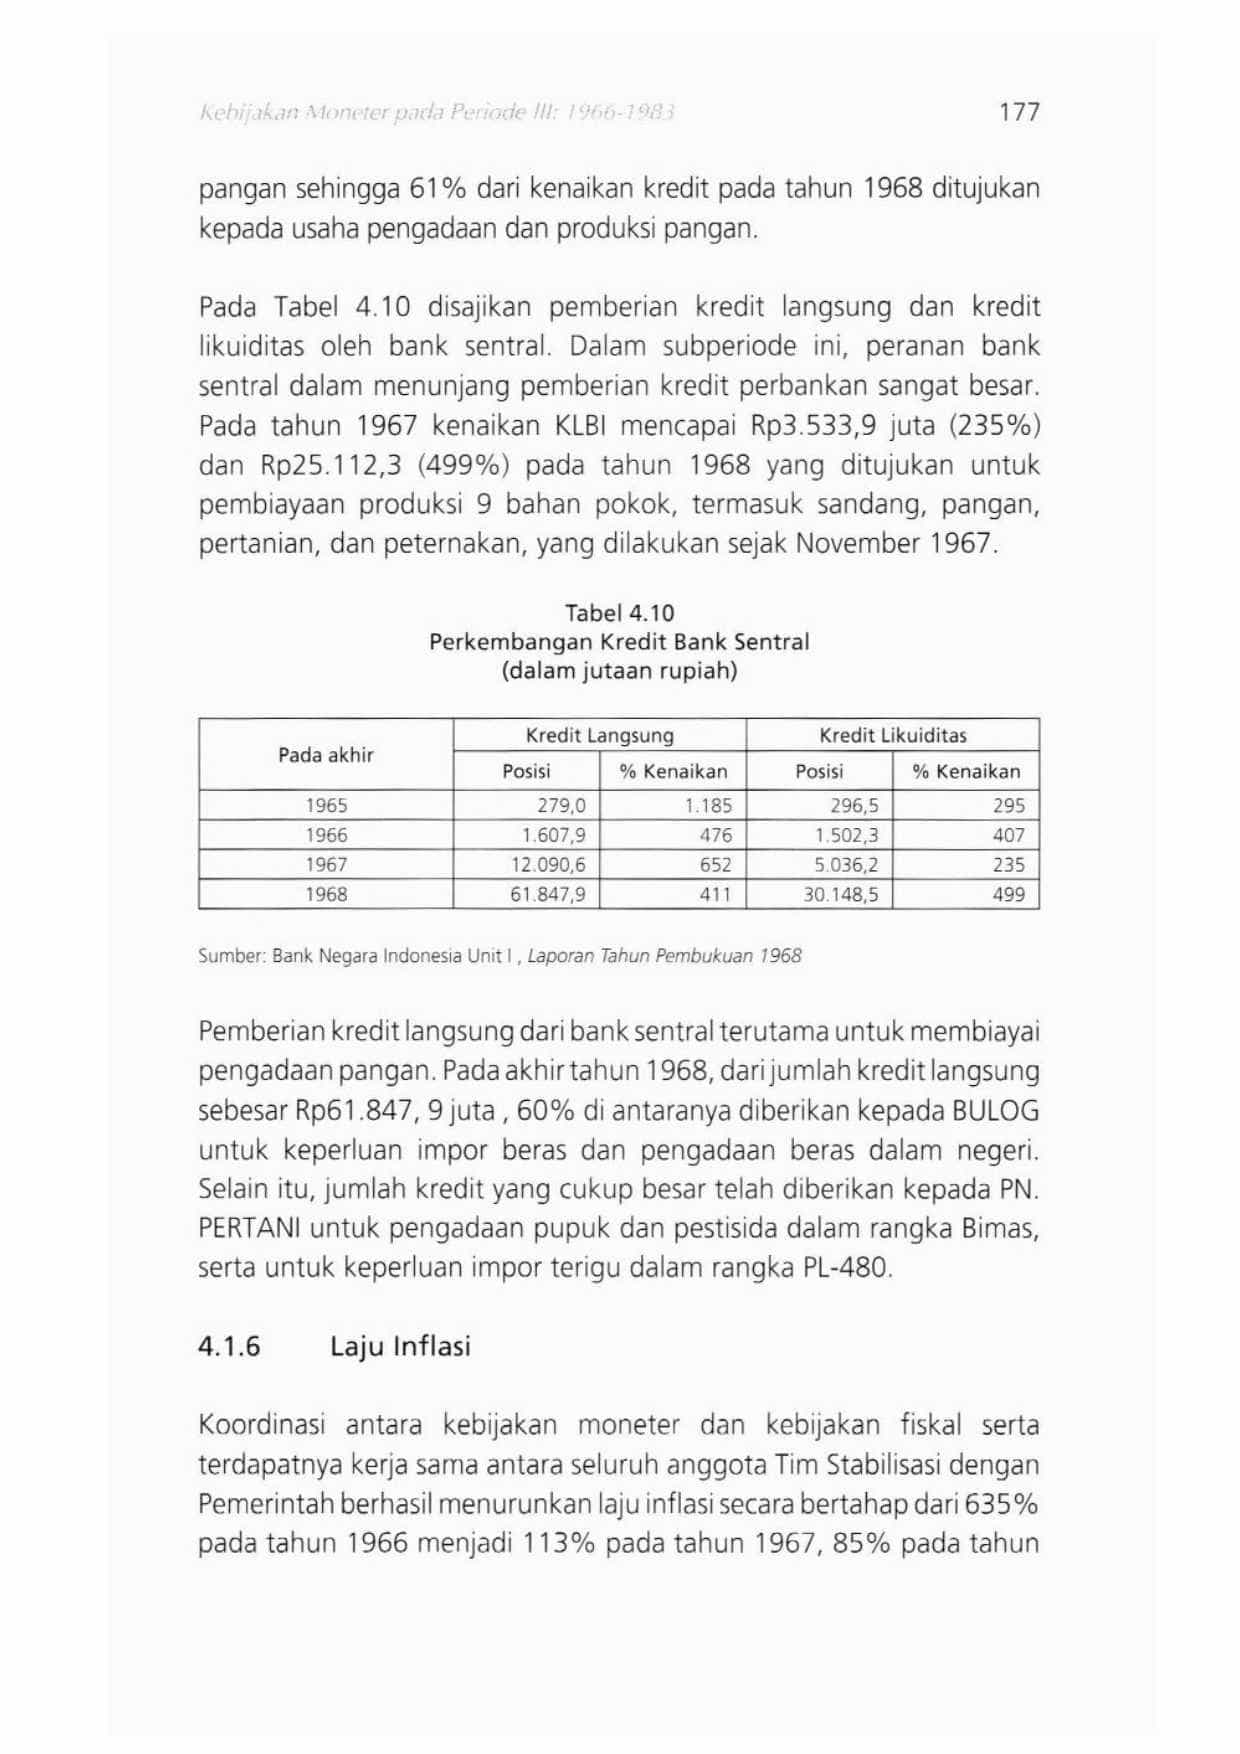 Kebijakan Moneter pada Periode III: 1966-1983 177
pangan sehingga 61% dari kenaikan kredit pada tahun 1968 ditujukan
kepada usaha pengadaan dan produksi pangan.
Pada Tabel 4.10 disajikan pemberian kredit langsung dan kredit
likuiditas oleh bank sentral. Dalam subperiode ini, peranan bank
sentral dalam menunjang pemberian kredit perbankan sangat besar.
Pada tahun 1967 kenaikan KLBI mencapai Rp3.533,9 juta (235%)
dan Rp25.112,3 (499%) pada tahun 1968 yang ditujukan untuk
pembiayaan produksi 9 bahan pokok, termasuk sandang, pangan,
pertanian, dan peternakan, yang dilakukan sejak November 1967.
Tabel 4.10
Perkembangan Kredit Bank Sentral
(dalam jutaan rupiah)
Pada akhir Kredit Langsung Kredit Likuiditas
Posisi % Kenaikan Posisi % Kenaikan
1965 279,0 1.185 296,5 295
1966 1.607,9 476 1.502,3 407
1967 12.090,6 652 5.036,2 235
1968 61.847,9 411 30.148,5 499
Sumber: Bank Negara Indonesia Unit I , Laporan Tahun Pembukuan 1968
Pemberian kredit langsung dari bank sentral terutama untuk membiayai
pengadaan pangan. Pada akhir tahun 1968, dari jumlah kredit langsung
sebesar Rp61.847, 9 juta , 60% di antaranya diberikan kepada BULOG
untuk keperluan impor beras dan pengadaan beras dalam negeri.
Selain itu, jumlah kredit yang cukup besar telah diberikan kepada PN.
PERTANI untuk pengadaan pupuk dan pestisida dalam rangka Bimas,
serta untuk keperluan impor terigu dalam rangka PL-480.
4.1.6 Laju Inflasi
Koordinasi antara kebijakan moneter dan kebijakan fiskal serta
terdapatnya kerja sama antara seluruh anggota Tim Stabilisasi dengan
Pemerintah berhasil menurunkan laju inflasi secara bertahap dari 635%
pada tahun 1966 menjadi 113% pada tahun 1967, 85% pada tahun